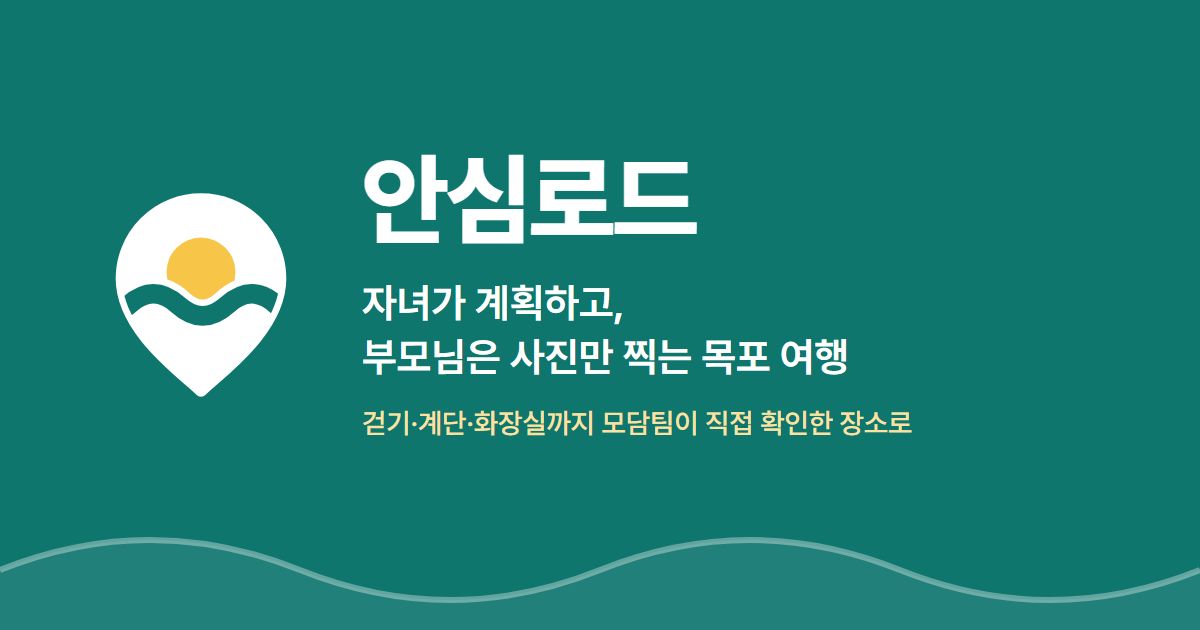 안심로드
자녀가 계획하고,
부모님은 사진만 찍는 목포 여행
걷기·계단·화장실까지 모담팀이 직접 확인한 장소로